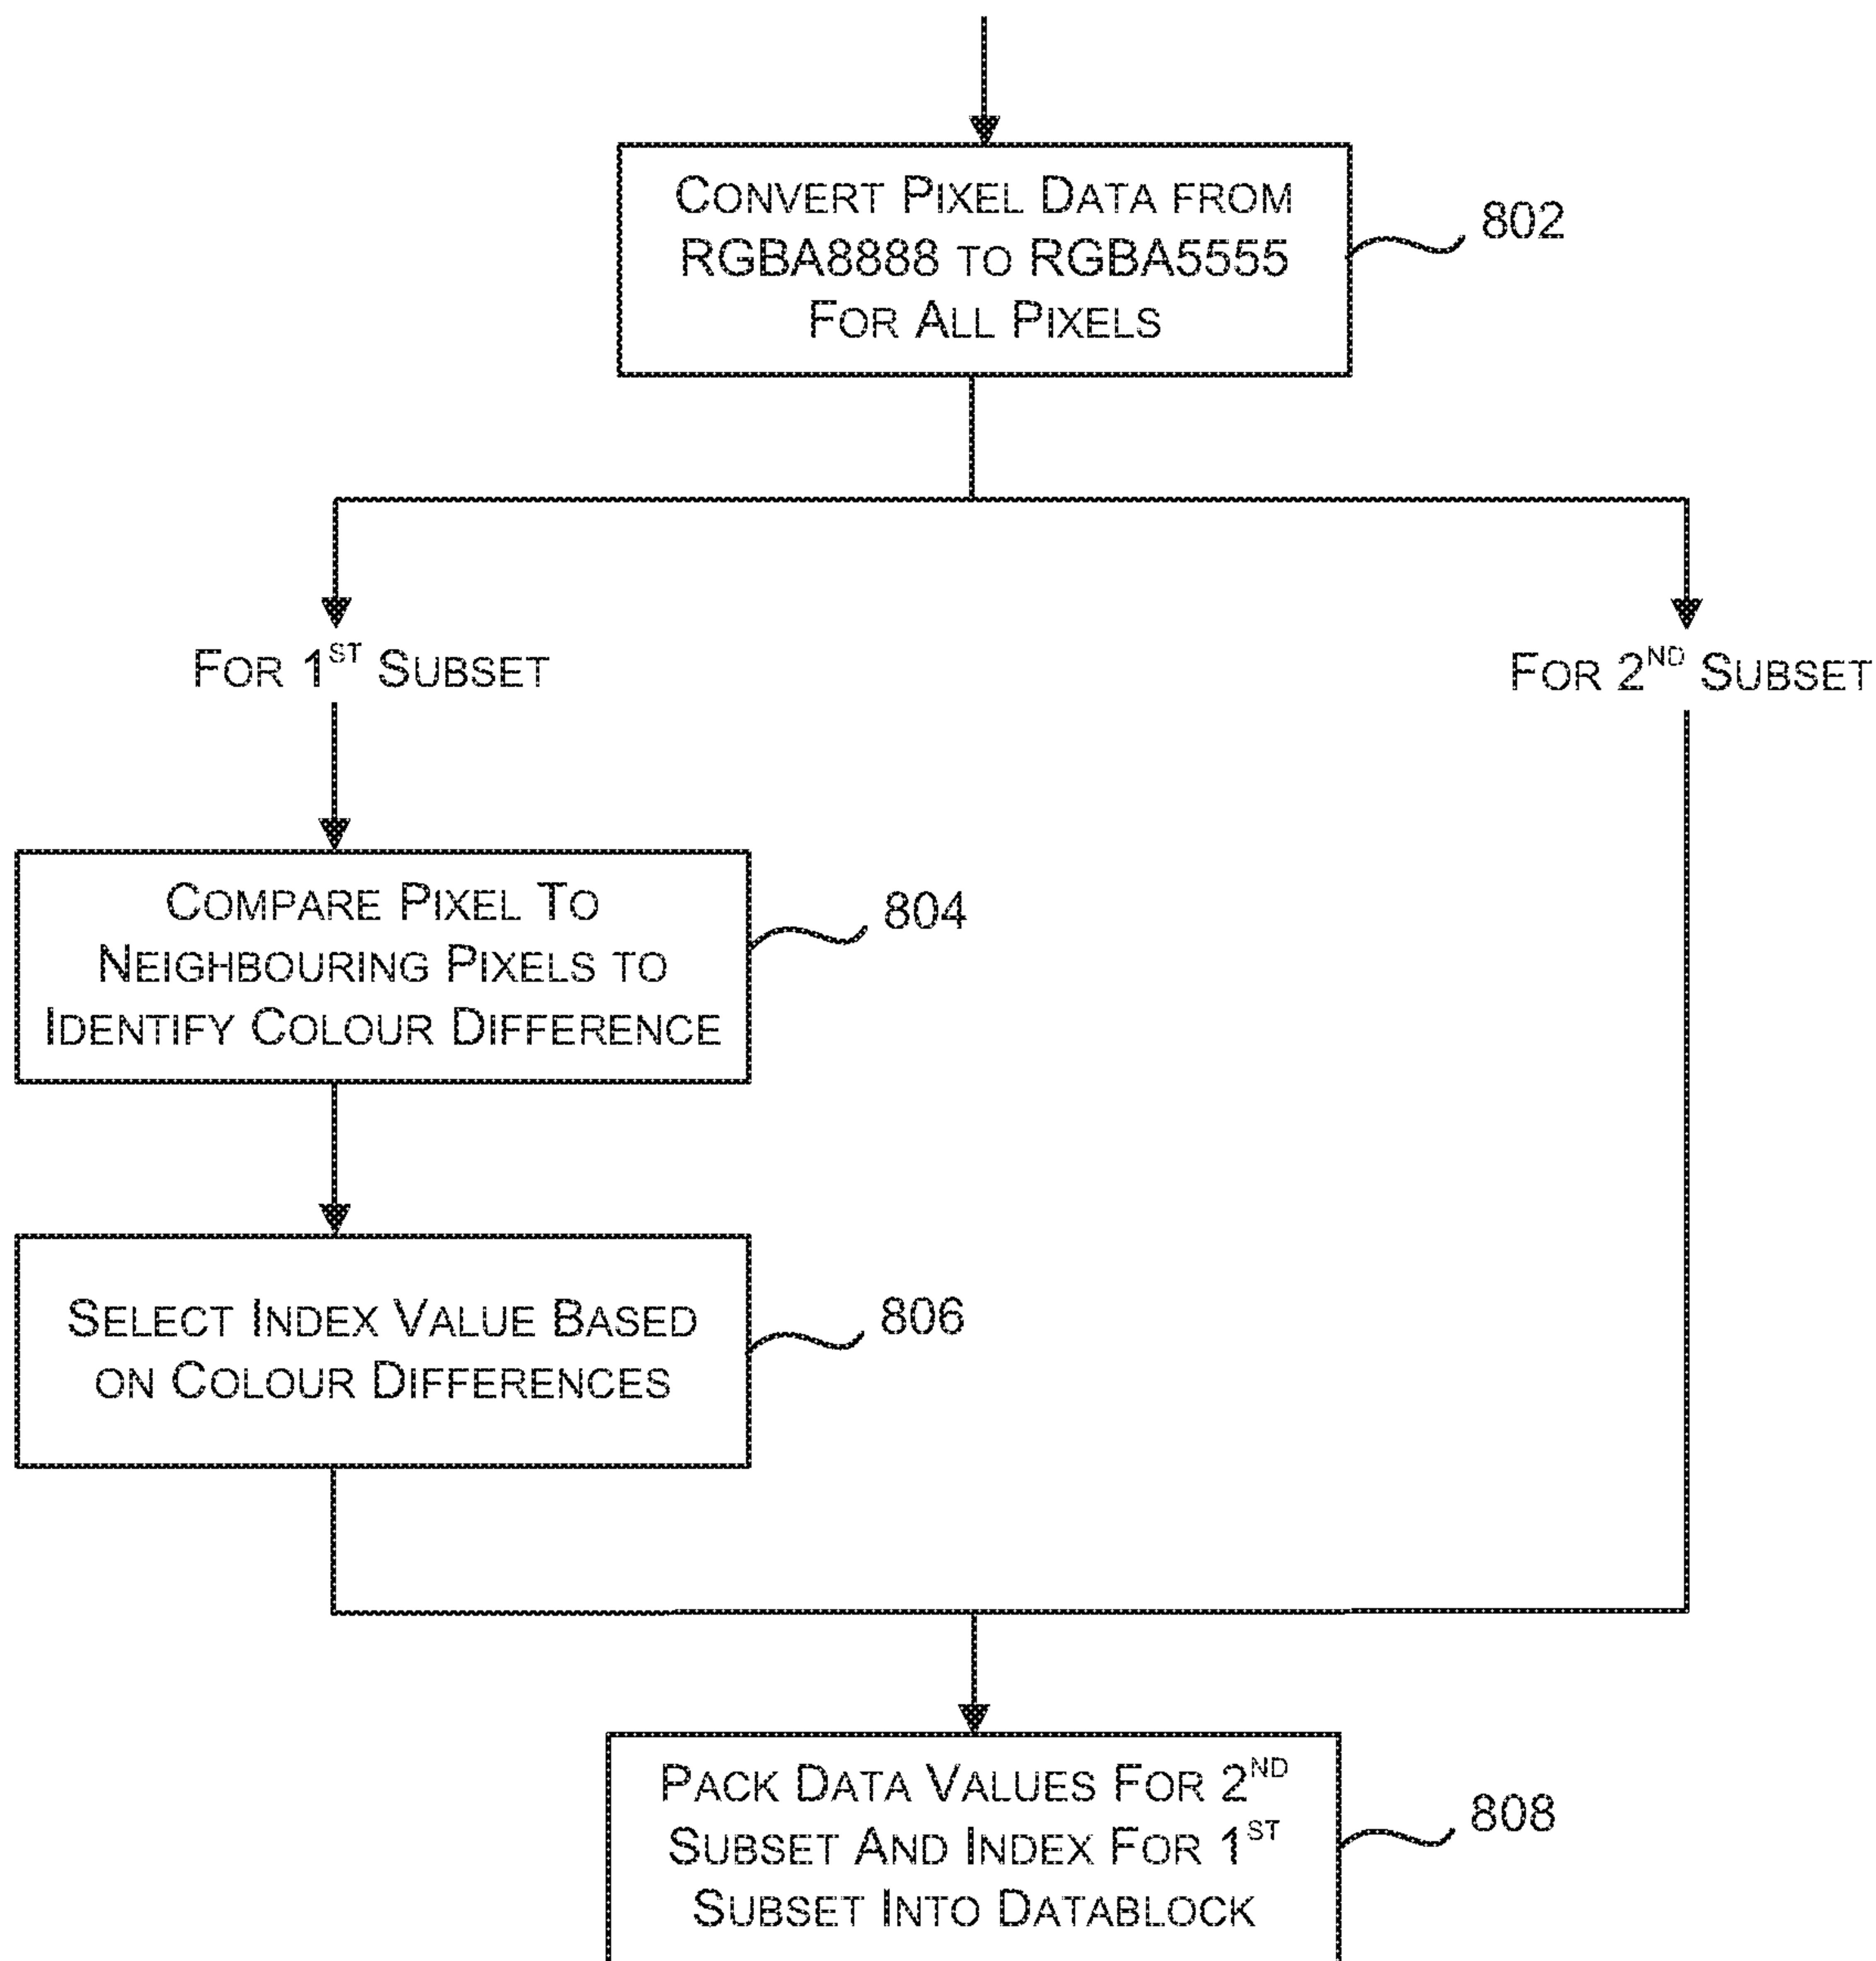 CONVERT PIXEL DATA FROM
RGBA8888 TO RGBA5555
FOR ALL PIXELS
802
FOR 1ST SUBSET
FOR 2ND SUBSET
COMPARE PIXEL TO
NEIGHBOURING PIXELS TO
IDENTIFY COLOUR DIFFERENCE
804
SELECT INDEX VALUE BASED
ON COLOUR DIFFERENCES
806
PACK DATA VALUES FOR 2ND
SUBSET AND INDEX FOR 1ST
SUBSET INTO DATABLOCK
808